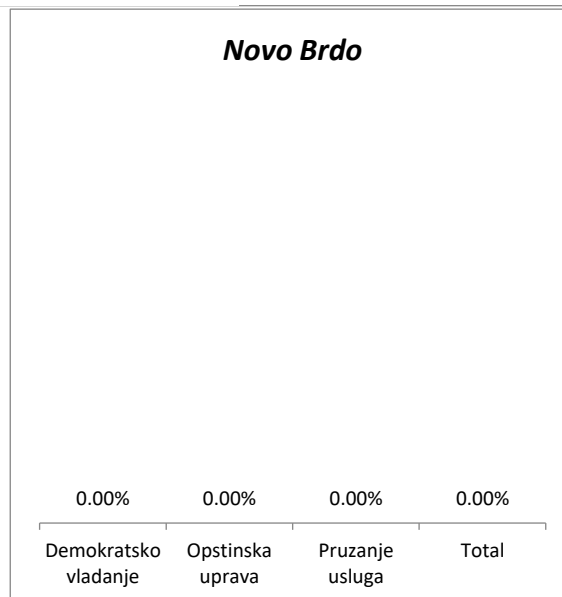 Novo Brdo
0.00% 0.00% 0.00% 0.00%
Demokratsko Opstinska Pruzanje Total
vladanje uprava usluga